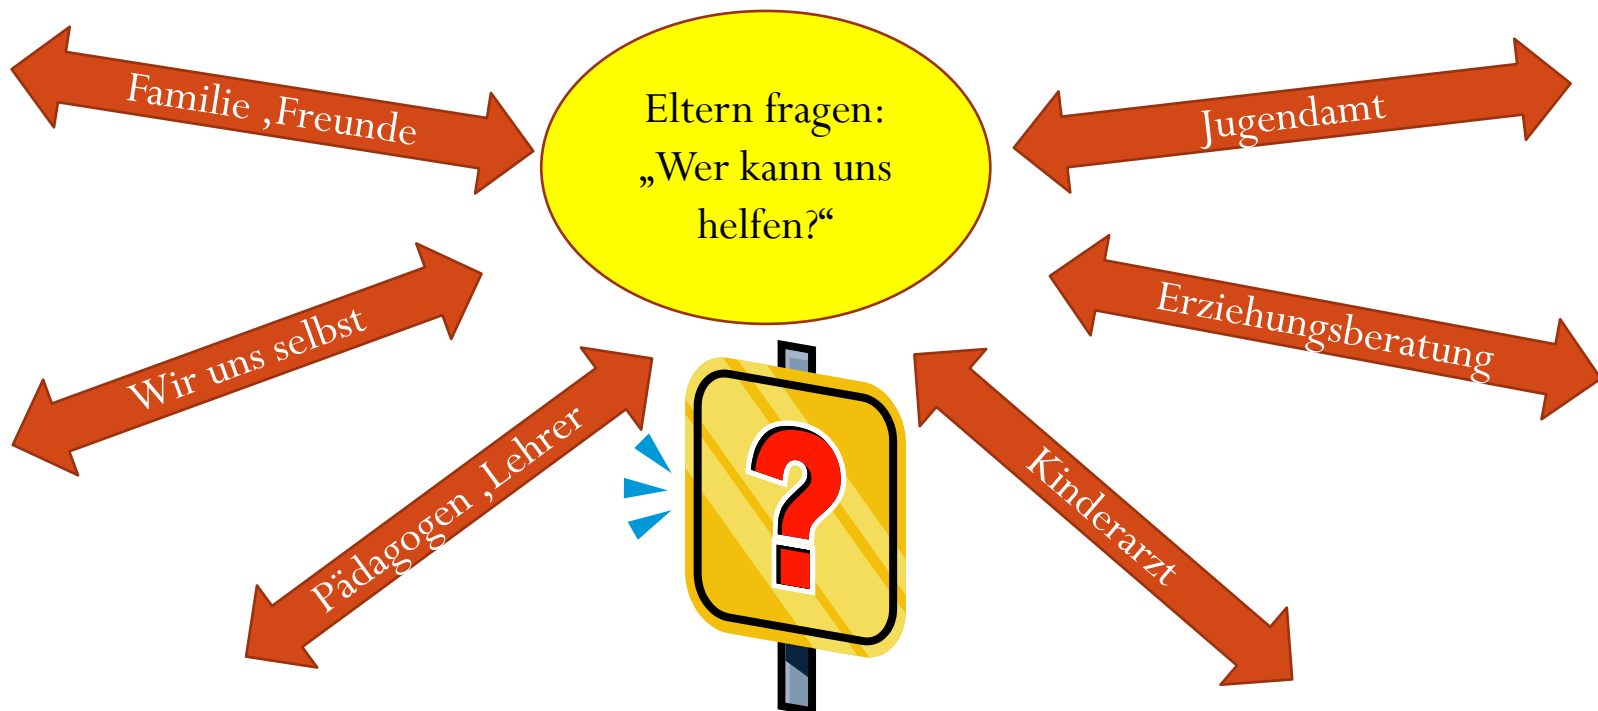 Eltern fragen:
„Wer kann uns
helfen?“
Familie ,Freunde
Wir uns selbst
Pädagogen ,Lehrer
Jugendamt
Erziehungsberatung
Kinderarzt
?